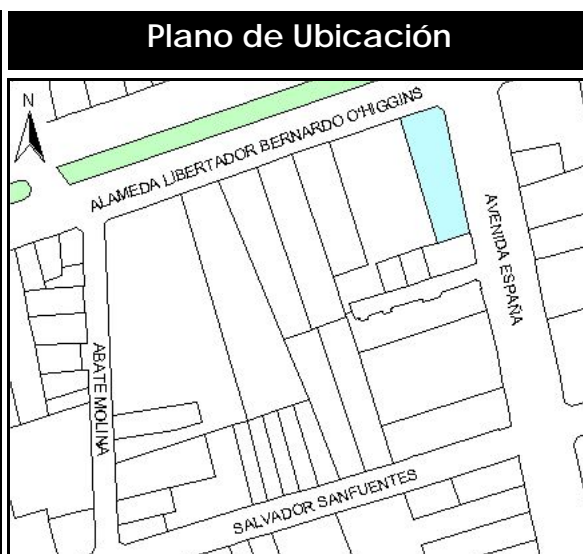 Plano de Ubicación
N
ALAMEDA LIBERTADOR BERNARDO O'HIGGINS
AVENIDA ESPAÑA
ABATE MOLINA
SALVADOR SANFUENTES